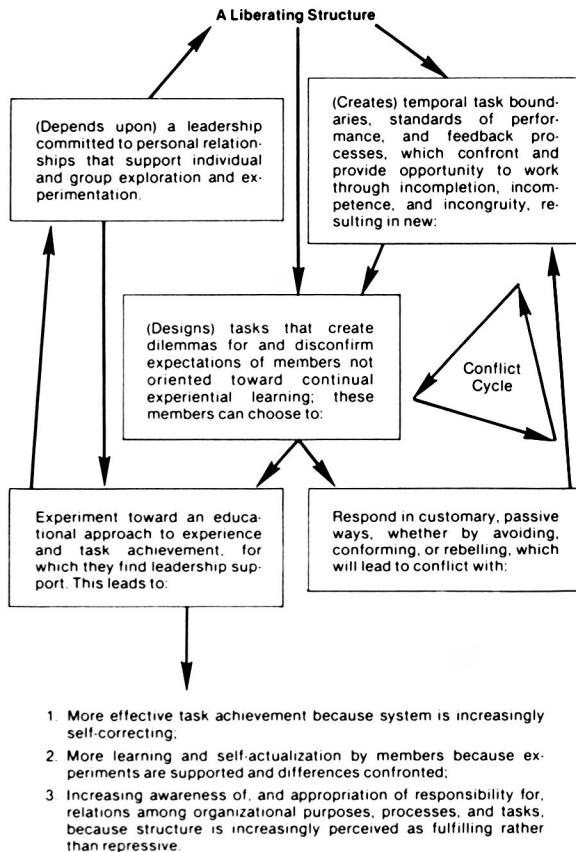 A Liberating Structure
(Depends upon) a leadership
committed to personal relation-
ships that support individual
and group exploration and ex-
perimentation.
(Creates) temporal task bound-
aries, standards of perfor-
mance, and feedback pro-
cesses, which confront and
provide opportunity to work
through incompletion, incom-
petence, and incongruity, re-
sulting in new:
(Designs) tasks that create
dilemmas for and disconfirm
expectations of members not
oriented toward continual
experiential learning; these
members can choose to:
Conflict
Cycle
Experiment toward an educa-
tional approach to experience
and task achievement, for
which they find leadership sup-
port. This leads to:
Respond in customary, passive
ways, whether by avoiding,
conforming, or rebelling, which
will lead to conflict with:
1. More effective task achievement because system is increasingly
self-correcting;
2. More learning and self-actualization by members because ex-
periments are supported and differences confronted;
3. Increasing awareness of, and appropriation of responsibility for,
relations among organizational purposes, processes, and tasks,
because structure is increasingly perceived as fulfilling rather
than repressive.